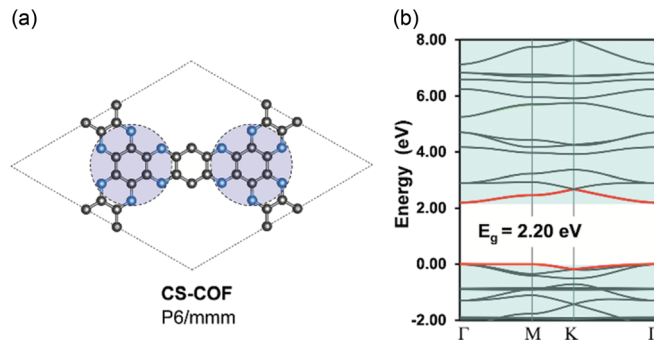 (a)
CS-COF
P6/mmm
(b)
8.00
6.00
4.00
2.00
0.00
-2.00
Energy (eV)
E_g = 2.20 eV
Γ M K Γ